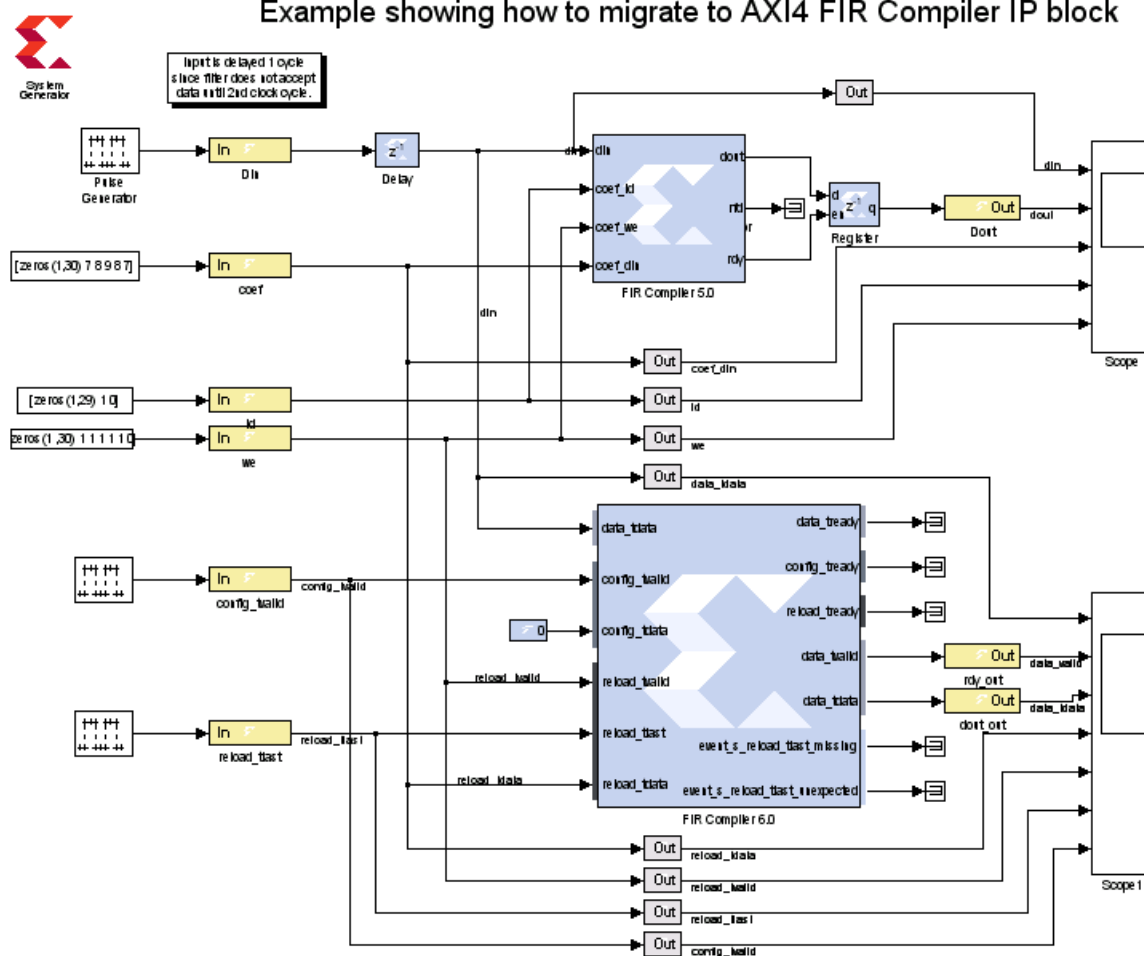 Example showing how to migrate to AXI4 FIR Compiler IP block
System
Generator
Input is delayed 1 cycle
since filter does not accept
data until 2nd clock cycle.
Out
Pulse
Generator
In
Din
z-1
Delay
din
coef_ld
coef_we
coef_din
dout
nfd
rdy
FIR Compiler 5.0
d
en
z-1
q
Register
Out
Dout
din
dout
Scope
[zeros(1,30) 7 8 9 8 7]
In
coef
din
Out
coef_din
[zeros(1,29) 1 0]
In
ld
Out
ld
zeros(1,30) 1 1 1 1 1 0
In
we
Out
we
Out
data_tdata
data_tdata
config_tvalid
config_tdata
reload_tvalid
reload_tlast
reload_tdata
data_tready
config_tready
reload_tready
data_tvalid
data_tdata
event_s_reload_tlast_missing
event_s_reload_tlast_unexpected
FIR Compiler 6.0
In
config_tvalid
config_tvalid
0
reload_tvalid
In
reload_tlast
reload_tlast
reload_tdata
Out
rdy_out
data_valid
Out
dout_out
data_tdata
Scope1
Out
reload_tdata
Out
reload_tvalid
Out
reload_tlast
Out
config_tvalid